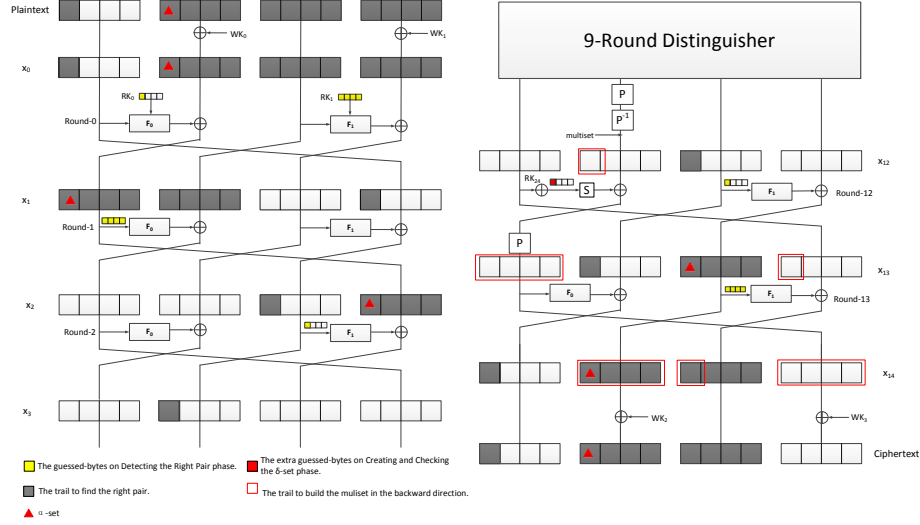 Plaintext
WK0
WK1
x0
RK0
RK1
Round-0
F0
F1
x1
Round-1
F0
F1
x2
Round-2
F0
F1
x3
The guessed-bytes on Detecting the Right Pair phase.
The trail to find the right pair.
α-set
The extra guessed-bytes on Creating and Checking
the δ-set phase.
The trail to build the muliset in the backward direction.
9-Round Distinguisher
P
P-1
multiset
x12
RK24
S
F1
Round-12
P
x13
F0
F1
Round-13
x14
WK2
WK3
Ciphertext